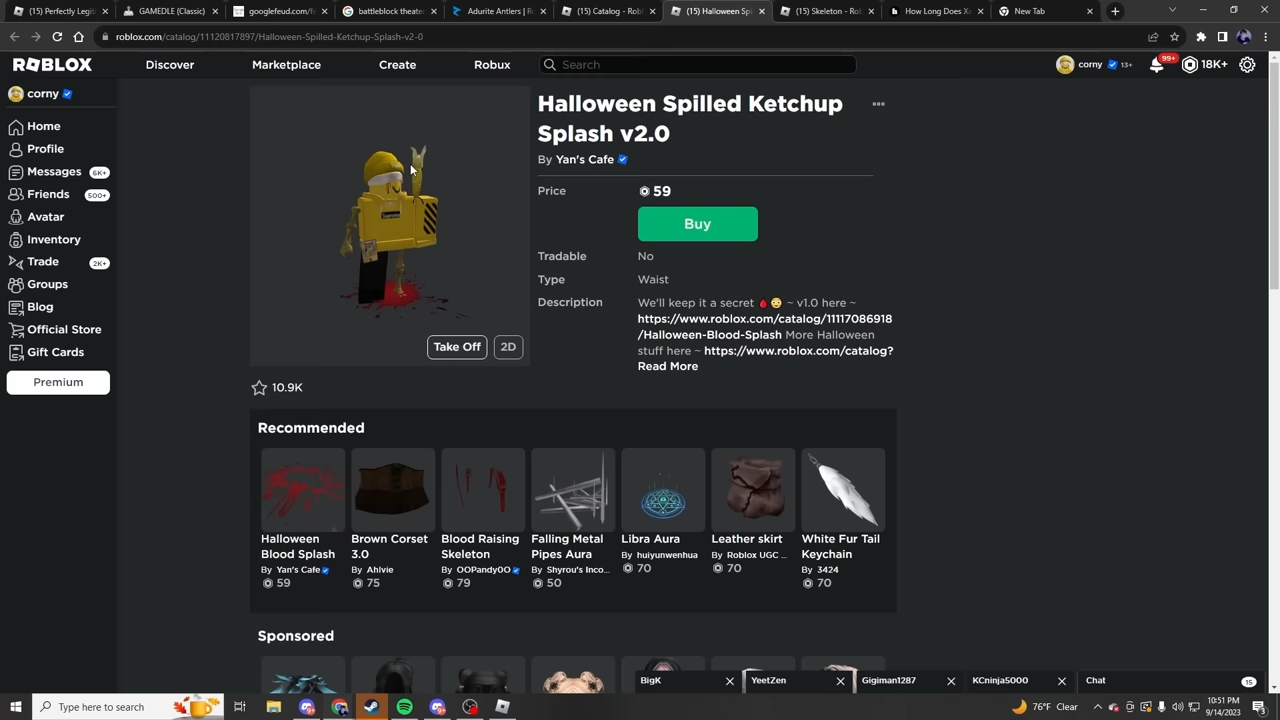 (15) Perfectly Legit
GAMEDLE (Classic)
googlefeud.com/
battleblock theater
Adurite Antlers | R
(15) Catalog - Rob
(15) Halloween Spi
(15) Skeleton - Ro
How Long Does Xa
New Tab
roblox.com/catalog/11120817897/Halloween-Spilled-Ketchup-Splash-v2-0
ROBLOX
Discover
Marketplace
Create
Robux
Search
corny
13+
99+
18K+
corny
Home
Profile
Messages
6K+
Friends
500+
Avatar
Inventory
Trade
2K+
Groups
Blog
Official Store
Gift Cards
Premium
Take Off
2D
10.9K
Halloween Spilled Ketchup
Splash v2.0
By Yan's Cafe
Price
59
Buy
Tradable
No
Type
Waist
Description
We'll keep it a secret 🩸😳 ~ v1.0 here ~
https://www.roblox.com/catalog/11117086918
/Halloween-Blood-Splash More Halloween
stuff here ~ https://www.roblox.com/catalog?
Read More
Recommended
Halloween
Blood Splash
By Yan's Cafe
59
Brown Corset
3.0
By Ahlvie
75
Blood Raising
Skeleton
By OOPandy0O
79
Falling Metal
Pipes Aura
By Shyrou's Inco...
50
Libra Aura
By huiyunwenhua
70
Leather skirt
By Roblox UGC ...
70
White Fur Tail
Keychain
By 3424
70
Sponsored
BigK
YeetZen
Gigiman1287
KCninja5000
Chat
15
Type here to search
76°F Clear
10:51 PM
9/14/2023